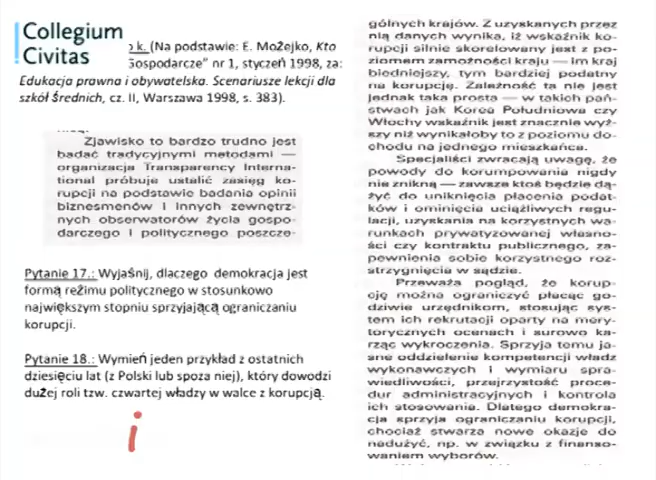 Collegium
Civitas
o k. (Na podstawie: E. Możejko, Kto
Gospodarcze" nr 1, styczeń 1998, za:
Edukacja prawna i obywatelska. Scenariusze lekcji dla
szkół średnich, cz. II, Warszawa 1998, s. 383).
Zjawisko to bardzo trudno jest
badać tradycyjnymi metodami —
organizacja Transparency Interna-
tional próbuje ustalić zasięg ko-
rupcji na podstawie badania opinii
biznesmenów i innych zewnętrz-
nych obserwatorów życia gospo-
darczego i politycznego poszcze-
Pytanie 17.: Wyjaśnij, dlaczego demokracja jest
formą reżimu politycznego w stosunkowo
największym stopniu sprzyjającą ograniczaniu
korupcji.
Pytanie 18.: Wymień jeden przykład z ostatnich
dziesięciu lat (z Polski lub spoza niej), który dowodzi
dużej roli tzw. czwartej władzy w walce z korupcją.
i
gólnych krajów. Z uzyskanych przez
nią danych wynika, iż wskaźnik ko-
rupcji silnie skorelowany jest z po-
ziomem zamożności kraju — im kraj
biedniejszy, tym bardziej podatny
na korupcję. Zależność ta nie jest
jednak taka prosta — w takich pań-
stwach jak Korea Południowa czy
Włochy wskaźnik jest znacznie wyż-
szy niż wynikałoby to z poziomu do-
chodu na jednego mieszkańca.
Specjaliści zwracają uwagę, że
powody do korumpowania nigdy
nie znikną — zawsze ktoś będzie dą-
żyć do uniknięcia płacenia podat-
ków i ominięcia uciążliwych regu-
lacji, uzyskania na korzystnych wa-
runkach prywatyzowanej własno-
ści czy kontraktu publicznego, za-
pewnienia sobie korzystnego roz-
strzygnięcia w sądzie.
Przeważa pogląd, że korup-
cję można ograniczyć płacąc go-
dziwie urzędnikom, stosując sys-
tem ich rekrutacji oparty na mery-
torycznych ocenach i surowo ka-
rząc wykroczenia. Sprzyja temu ja-
sne oddzielenie kompetencji władz
wykonawczych i wymiaru spra-
wiedliwości, przejrzystość proce-
dur administracyjnych i kontrola
ich stosowania. Dlatego demokra-
cja sprzyja ograniczaniu korupcji,
chociaż stwarza nowe okazje do
nadużyć, np. w związku z finanso-
waniem wyborów.